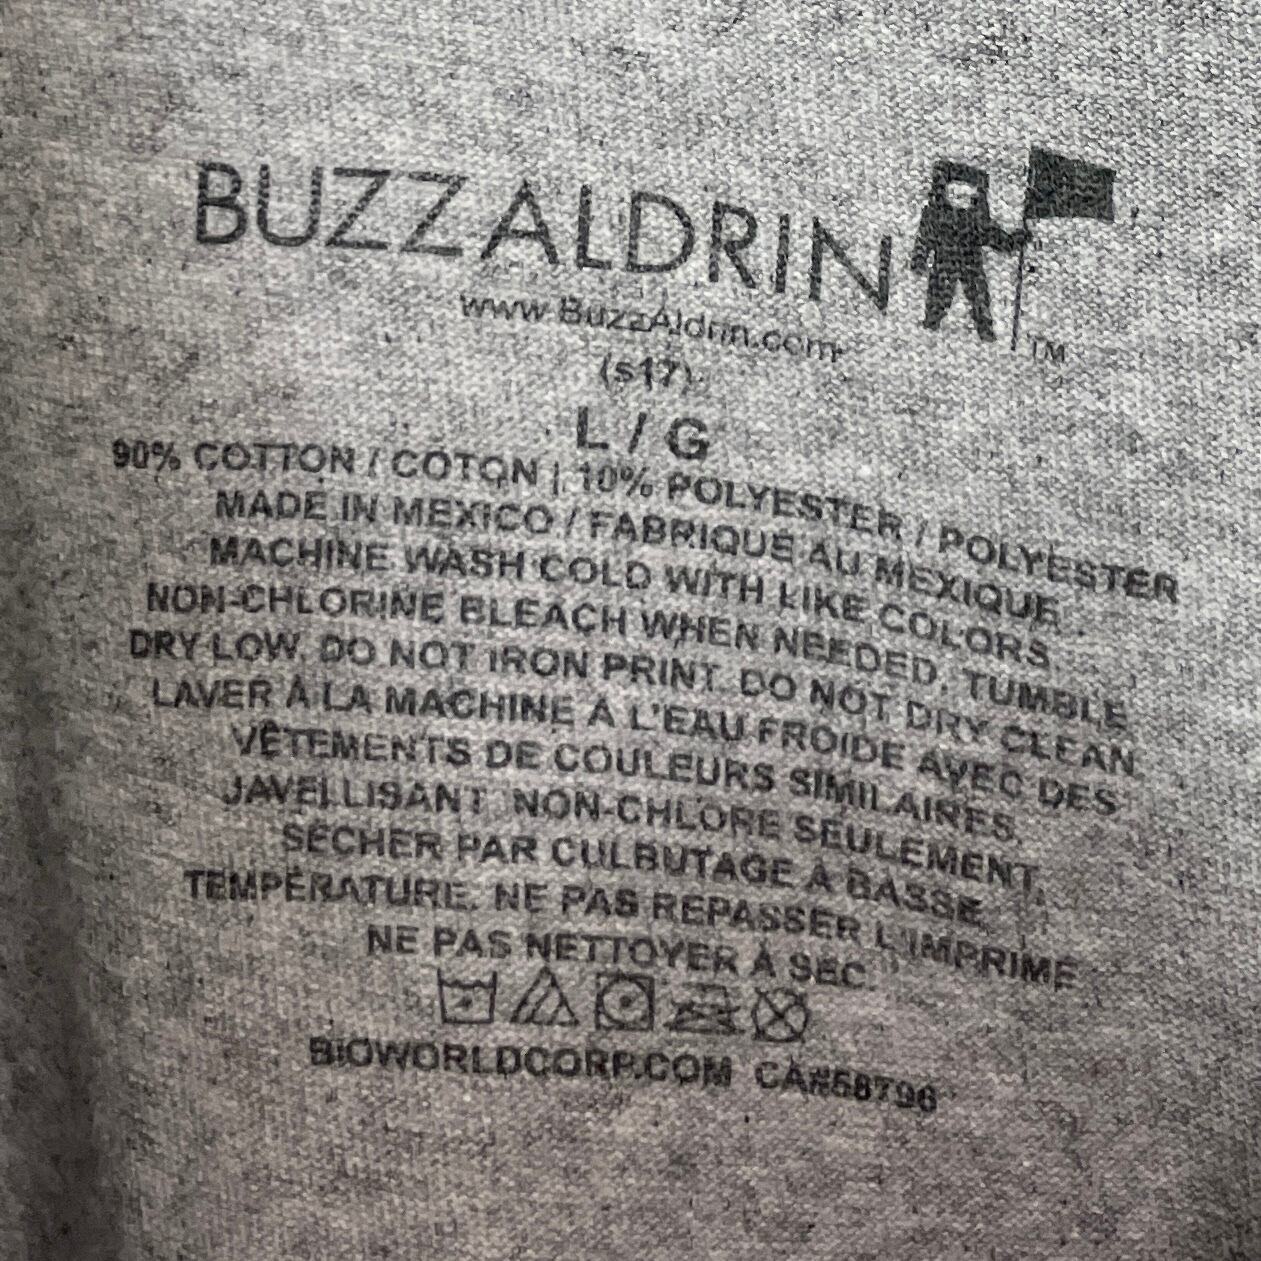 BUZZ ALDRIN
TM
www.BuzzAldrin.com
(s17)
L / G
90% COTTON / COTON | 10% POLYESTER / POLYESTER
MADE IN MEXICO / FABRIQUÉ AU MEXIQUE
MACHINE WASH COLD WITH LIKE COLORS
NON-CHLORINE BLEACH WHEN NEEDED. TUMBLE
DRY LOW. DO NOT IRON PRINT. DO NOT DRY CLEAN.
LAVER À LA MACHINE À L'EAU FROIDE AVEC DES
VÊTEMENTS DE COULEURS SIMILAIRES.
JAVELLISANT NON-CHLORE SEULEMENT.
SÉCHER PAR CULBUTAGE À BASSE
TEMPÉRATURE. NE PAS REPASSER L'IMPRIMÉ
NE PAS NETTOYER À SEC
BIOWORLDCORP.COM CA#58796